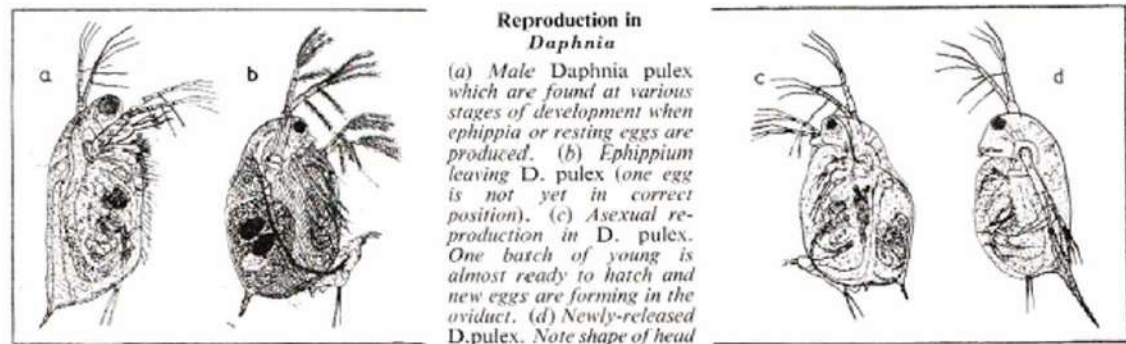 Reproduction in
Daphnia
a
b
(a) Male Daphnia pulex
which are found at various
stages of development when
ephippia or resting eggs are
produced. (b) Ephippium
leaving D. pulex (one egg
is not yet in correct
position). (c) Asexual re-
production in D. pulex.
One batch of young is
almost ready to hatch and
new eggs are forming in the
oviduct. (d) Newly-released
D.pulex. Note shape of head
c
d